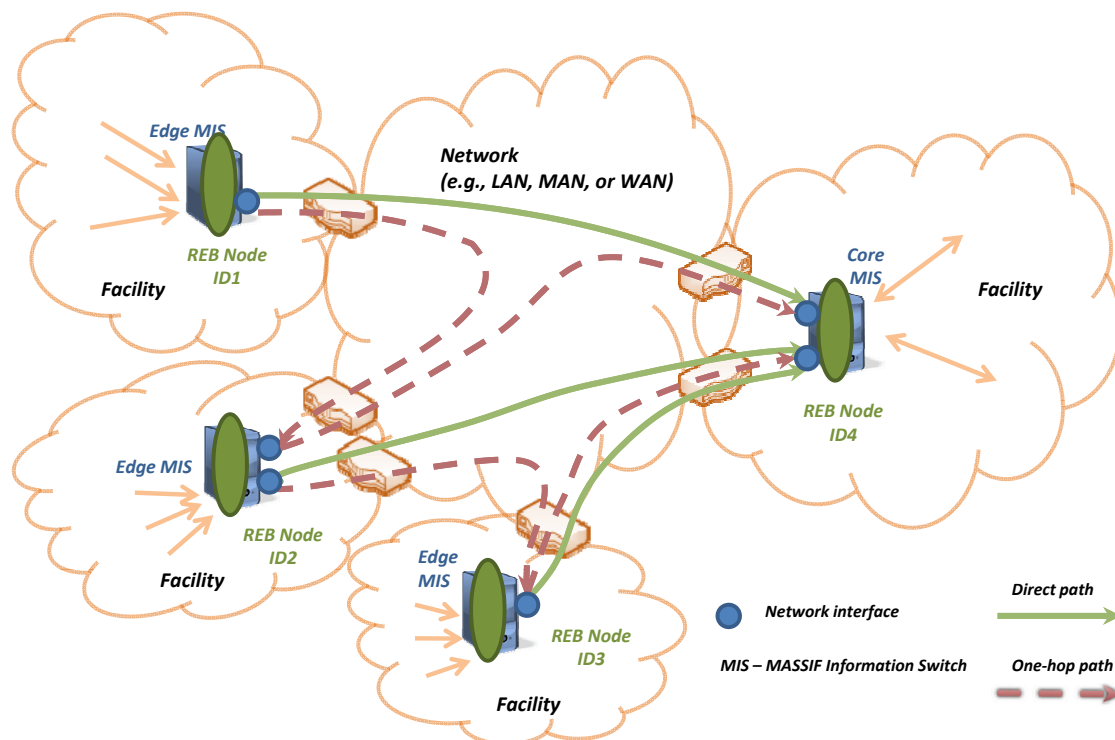 Edge MIS
REB Node
ID1
Facility
Network
(e.g., LAN, MAN, or WAN)
Core
MIS
Facility
REB Node
ID4
Edge MIS
REB Node
ID2
Facility
Edge
MIS
REB Node
ID3
Facility
Network interface
Direct path
MIS – MASSIF Information Switch
One-hop path